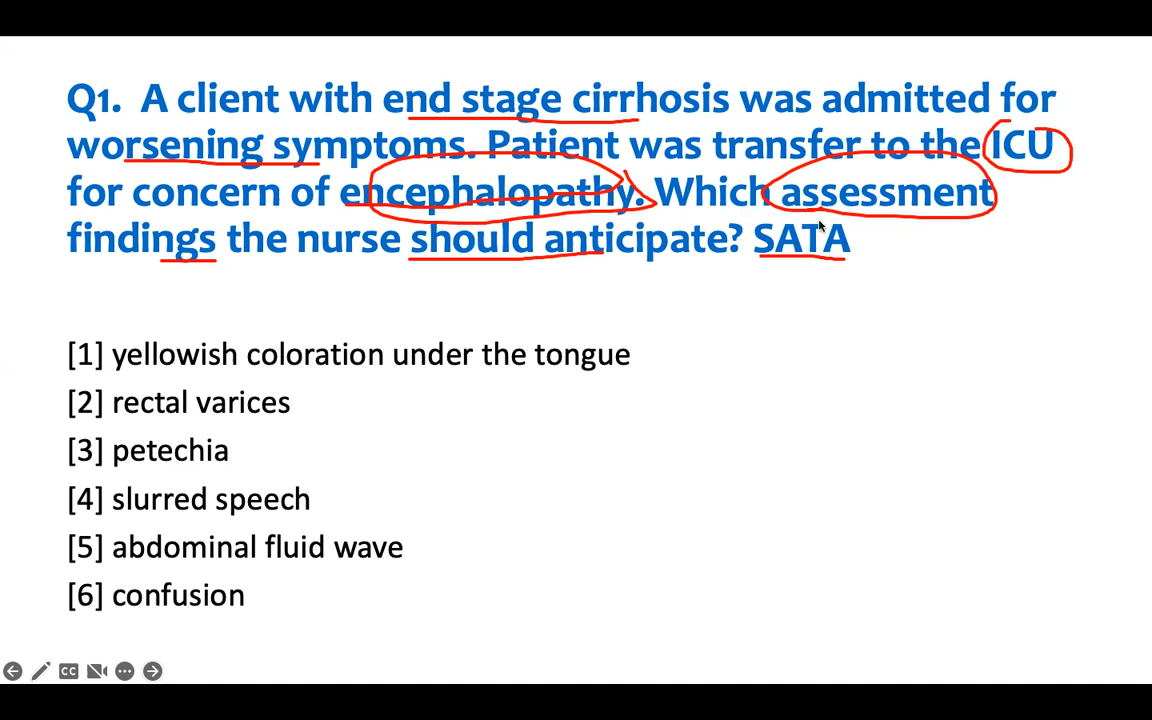 Q1. A client with end stage cirrhosis was admitted for
worsening symptoms. Patient was transfer to the ICU
for concern of encephalopathy. Which assessment
findings the nurse should anticipate? SATA
[1] yellowish coloration under the tongue
[2] rectal varices
[3] petechia
[4] slurred speech
[5] abdominal fluid wave
[6] confusion
CC